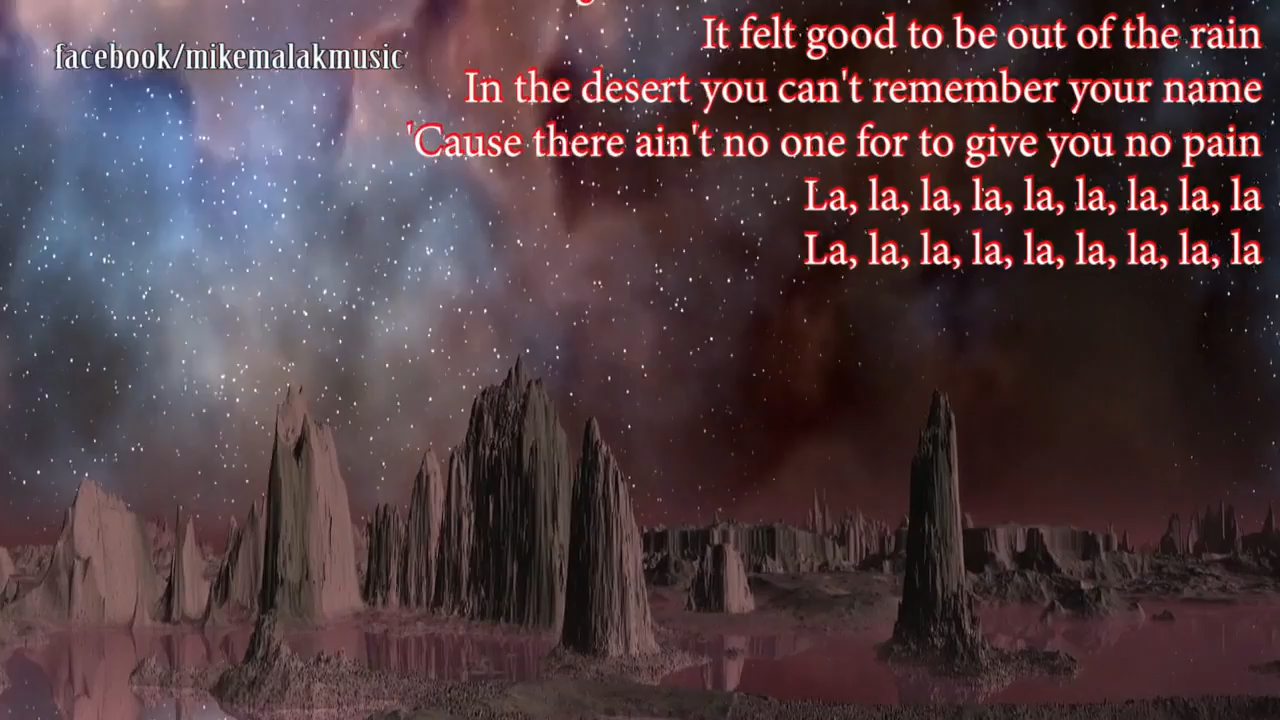 facebook/mikemalakmusic
It felt good to be out of the rain
In the desert you can't remember your name
'Cause there ain't no one for to give you no pain
La, la, la, la, la, la, la, la, la
La, la, la, la, la, la, la, la, la